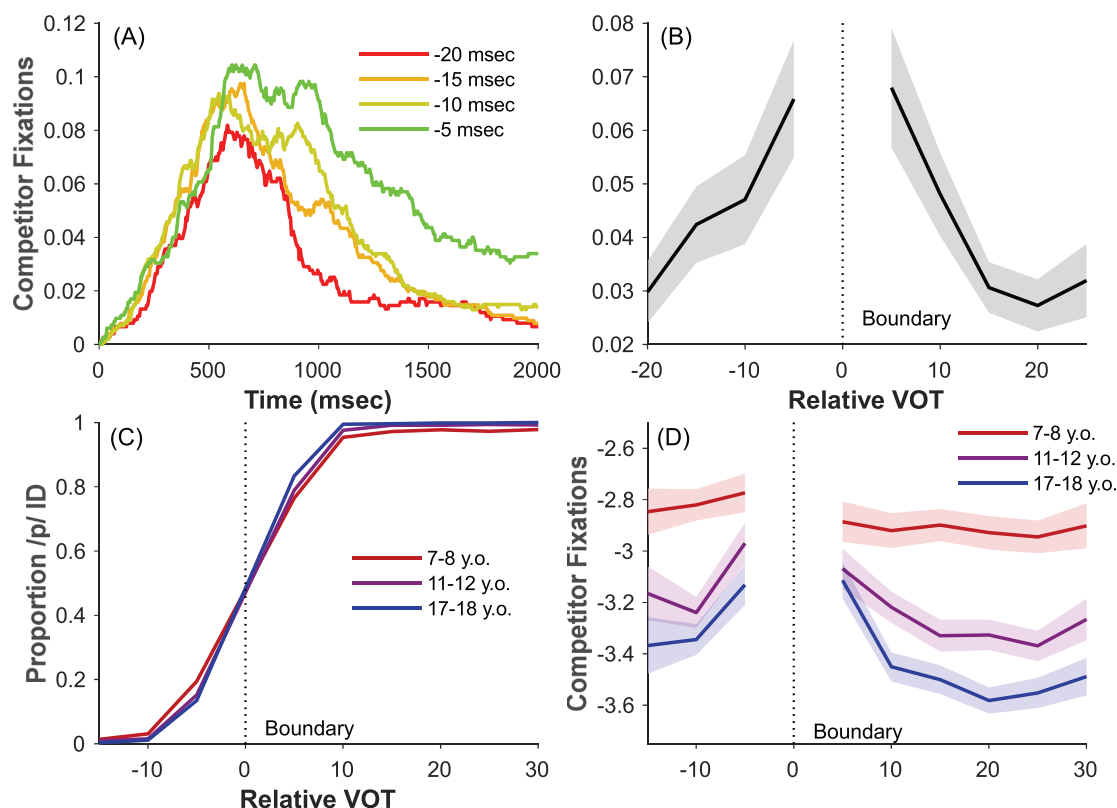 (A)
Competitor Fixations
0.12
0.1
0.08
0.06
0.04
0.02
0
-20 msec
-15 msec
-10 msec
-5 msec
0 500 1000 1500 2000
Time (msec)
(B)
0.08
0.07
0.06
0.05
0.04
0.03
0.02
Boundary
-20 -10 0 10 20
Relative VOT
(C)
Proportion /p/ ID
1
0.8
0.6
0.4
0.2
0
7-8 y.o.
11-12 y.o.
17-18 y.o.
Boundary
-10 0 10 20 30
Relative VOT
(D)
Competitor Fixations
-2.6
-2.8
-3
-3.2
-3.4
-3.6
7-8 y.o.
11-12 y.o.
17-18 y.o.
Boundary
-10 0 10 20 30